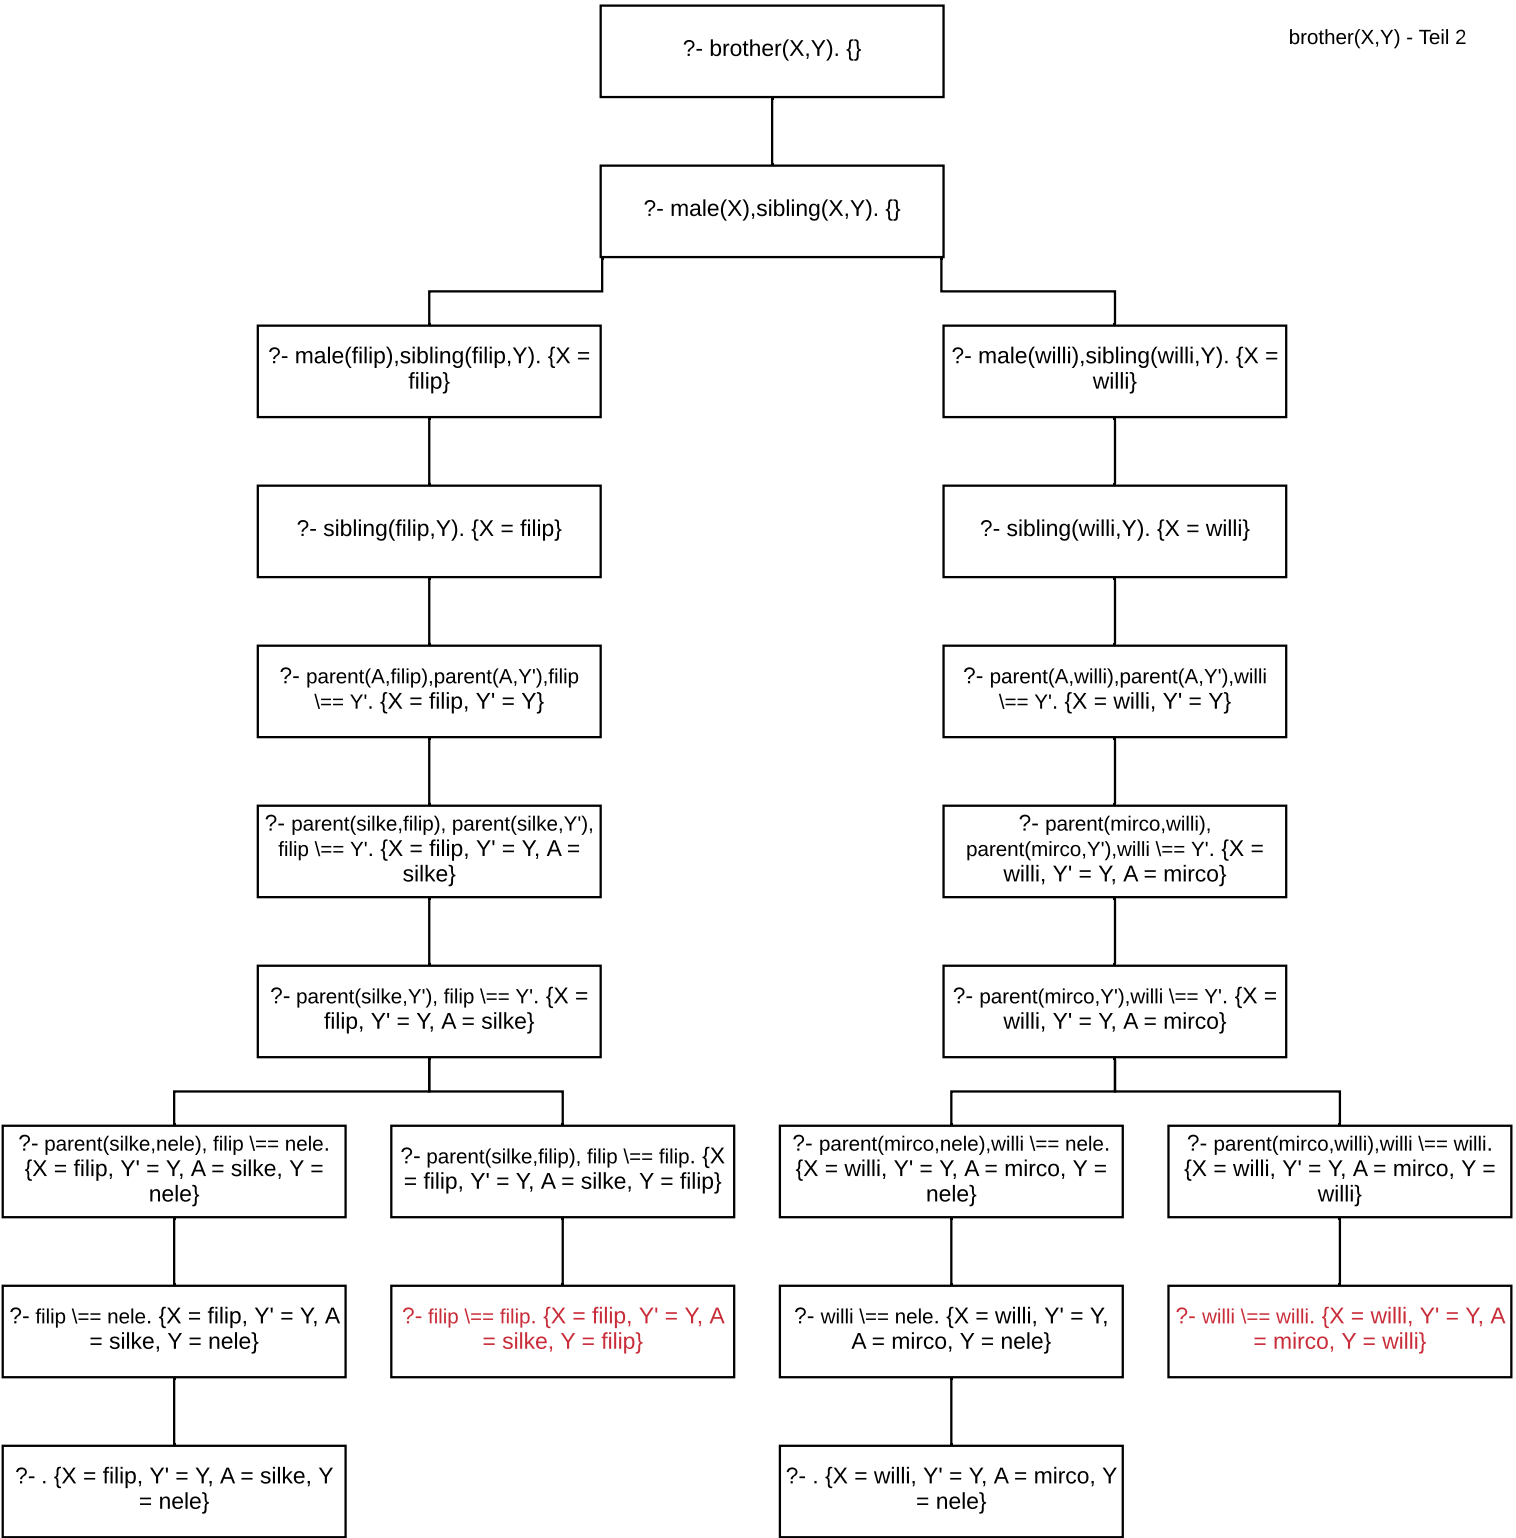 ?- brother(X,Y). {}
brother(X,Y) - Teil 2
?- male(X),sibling(X,Y). {}
?- male(filip),sibling(filip,Y). {X =
filip}
?- male(willi),sibling(willi,Y). {X =
willi}
?- sibling(filip,Y). {X = filip}
?- sibling(willi,Y). {X = willi}
?- parent(A,filip),parent(A,Y'),filip
\== Y'. {X = filip, Y' = Y}
?- parent(A,willi),parent(A,Y'),willi
\== Y'. {X = willi, Y' = Y}
?- parent(silke,filip), parent(silke,Y'),
filip \== Y'. {X = filip, Y' = Y, A =
silke}
?- parent(mirco,willi),
parent(mirco,Y'),willi \== Y'. {X =
willi, Y' = Y, A = mirco}
?- parent(silke,Y'), filip \== Y'. {X =
filip, Y' = Y, A = silke}
?- parent(mirco,Y'),willi \== Y'. {X =
willi, Y' = Y, A = mirco}
?- parent(silke,nele), filip \== nele.
{X = filip, Y' = Y, A = silke, Y =
nele}
?- parent(silke,filip), filip \== filip. {X
= filip, Y' = Y, A = silke, Y = filip}
?- parent(mirco,nele),willi \== nele.
{X = willi, Y' = Y, A = mirco, Y =
nele}
?- parent(mirco,willi),willi \== willi.
{X = willi, Y' = Y, A = mirco, Y =
willi}
?- filip \== nele. {X = filip, Y' = Y, A
= silke, Y = nele}
?- filip \== filip. {X = filip, Y' = Y, A
= silke, Y = filip}
?- willi \== nele. {X = willi, Y' = Y,
A = mirco, Y = nele}
?- willi \== willi. {X = willi, Y' = Y, A
= mirco, Y = willi}
?- . {X = filip, Y' = Y, A = silke, Y
= nele}
?- . {X = willi, Y' = Y, A = mirco, Y
= nele}